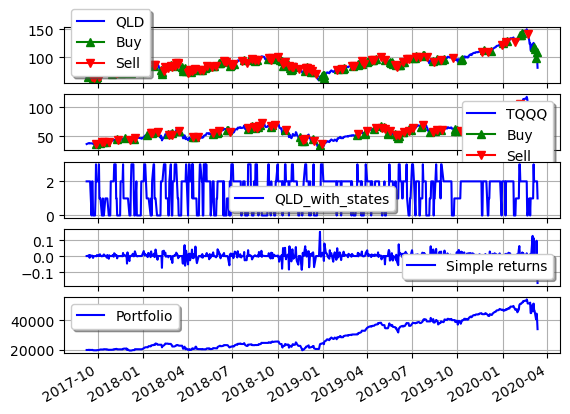 150
100
QLD
Buy
Sell
100
50
TQQQ
Buy
Sell
2
0
QLD_with_states
0.1
0.0
−0.1
Simple returns
40000
20000
Portfolio
2017-10
2018-01
2018-04
2018-07
2018-10
2019-01
2019-04
2019-07
2019-10
2020-01
2020-04